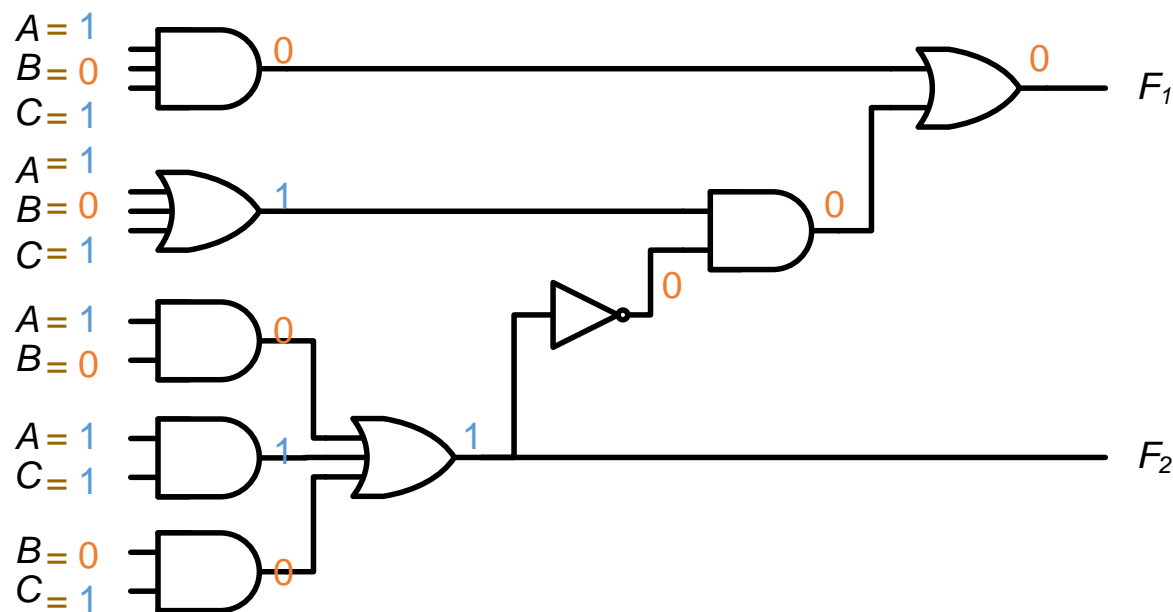 A = 1
0
0
B = 0
F1
C = 1
A = 1
1
B = 0
0
C = 1
0
A = 1
0
B = 0
A = 1
1
1
F2
C = 1
B = 0
0
C = 1